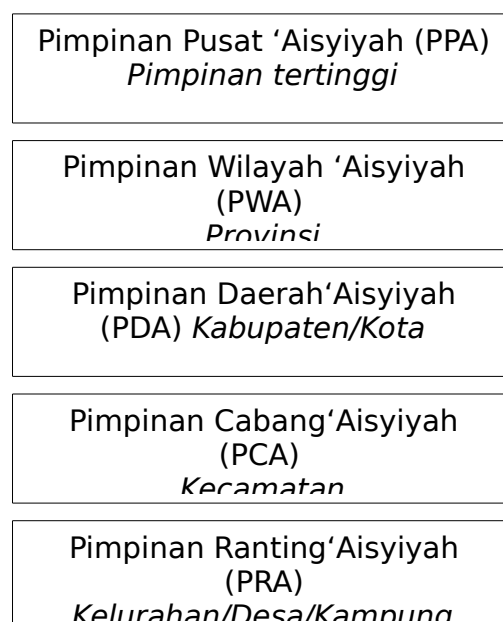 Pimpinan Pusat ‘Aisyiyah (PPA)
Pimpinan tertinggi
Pimpinan Wilayah ‘Aisyiyah
(PWA)
Provinsi
Pimpinan Daerah‘Aisyiyah
(PDA) Kabupaten/Kota
Pimpinan Cabang‘Aisyiyah
(PCA)
Kecamatan
Pimpinan Ranting‘Aisyiyah
(PRA)
Kelurahan/Desa/Kampung